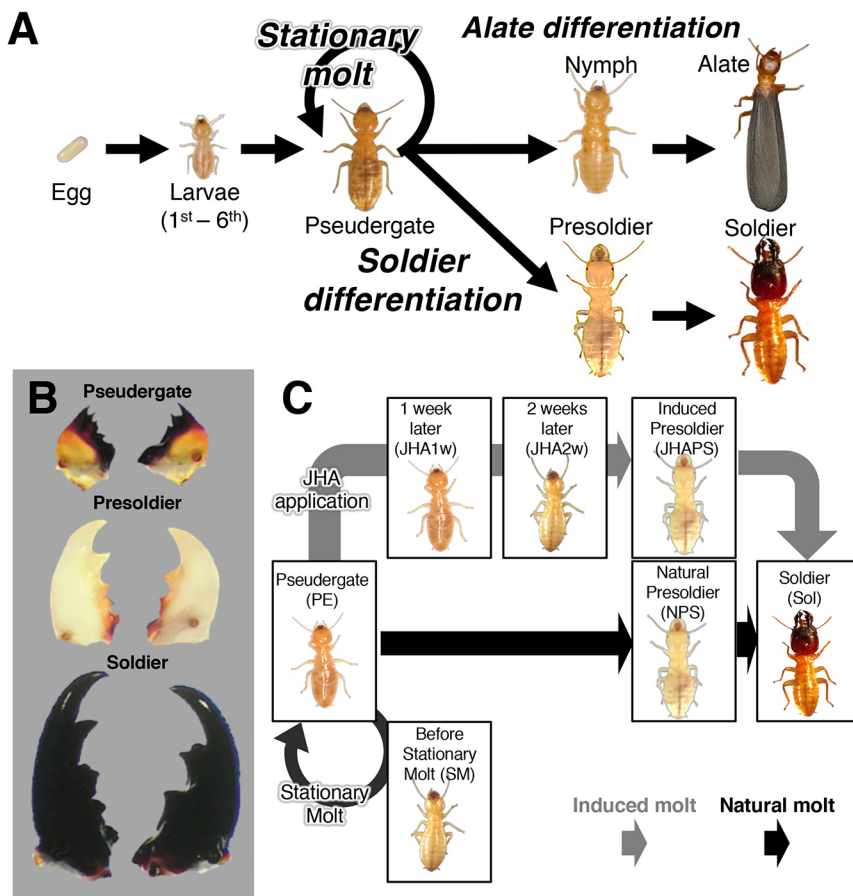 A
Stationary
molt
Alate differentiation
Nymph
Alate
Egg
Larvae
(1st – 6th)
Pseudergate
Presoldier
Soldier
Soldier
differentiation
B
Pseudergate
Presoldier
Soldier
C
1 week
later
(JHA1w)
2 weeks
later
(JHA2w)
Induced
Presoldier
(JHAPS)
JHA
application
Pseudergate
(PE)
Natural
Presoldier
(NPS)
Soldier
(Sol)
Before
Stationary
Molt (SM)
Stationary
Molt
Induced molt
Natural molt